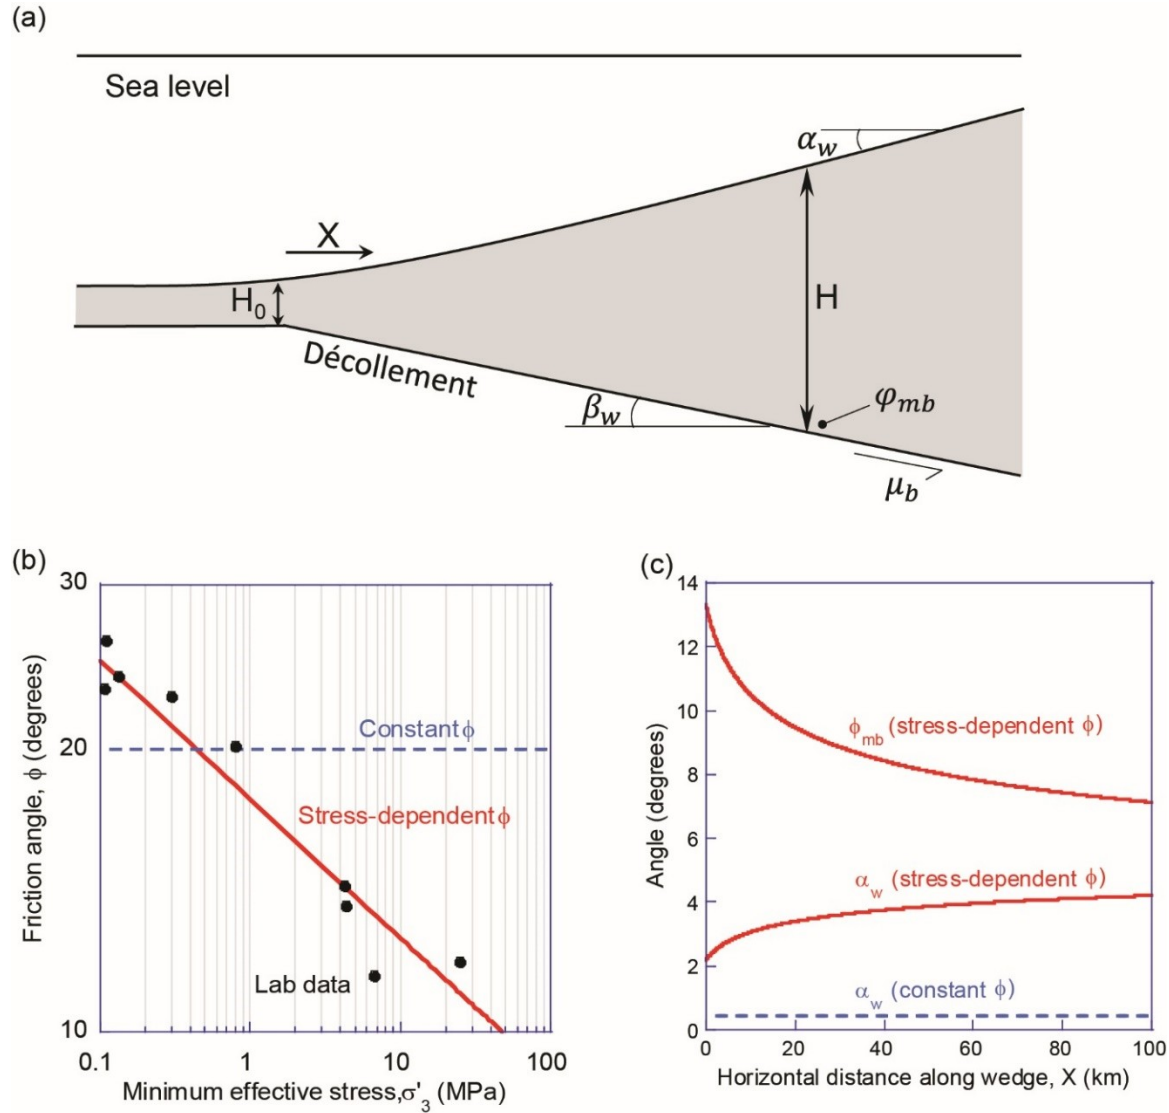 (a)
Sea level
α_w
X
H₀
H
Décollement
β_w
φ_mb
μ_b
(b)
30
20
10
Friction angle, ϕ (degrees)
Constant ϕ
Stress-dependent ϕ
Lab data
0.1
1
10
100
Minimum effective stress,σ'₃ (MPa)
(c)
14
12
10
8
6
4
2
0
Angle (degrees)
ϕ_mb (stress-dependent ϕ)
α_w (stress-dependent ϕ)
α_w (constant ϕ)
0
20
40
60
80
100
Horizontal distance along wedge, X (km)